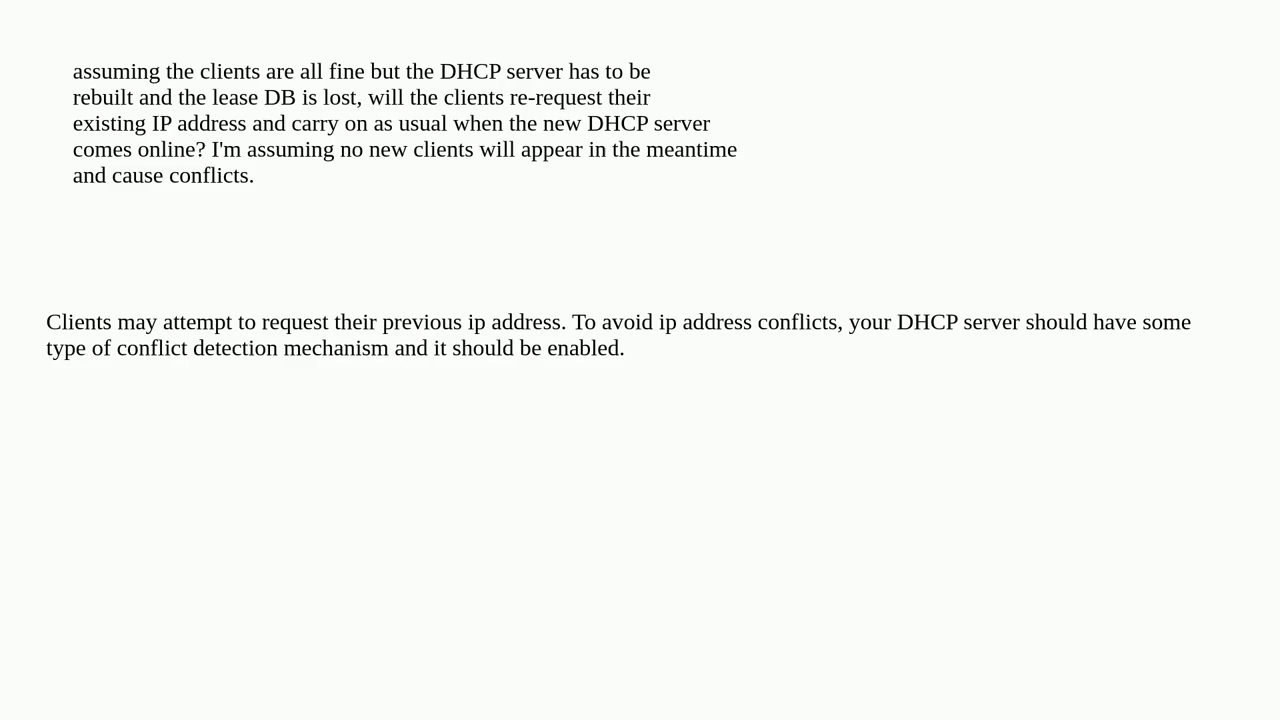 assuming the clients are all fine but the DHCP server has to be
rebuilt and the lease DB is lost, will the clients re-request their
existing IP address and carry on as usual when the new DHCP server
comes online? I'm assuming no new clients will appear in the meantime
and cause conflicts.
Clients may attempt to request their previous ip address. To avoid ip address conflicts, your DHCP server should have some
type of conflict detection mechanism and it should be enabled.